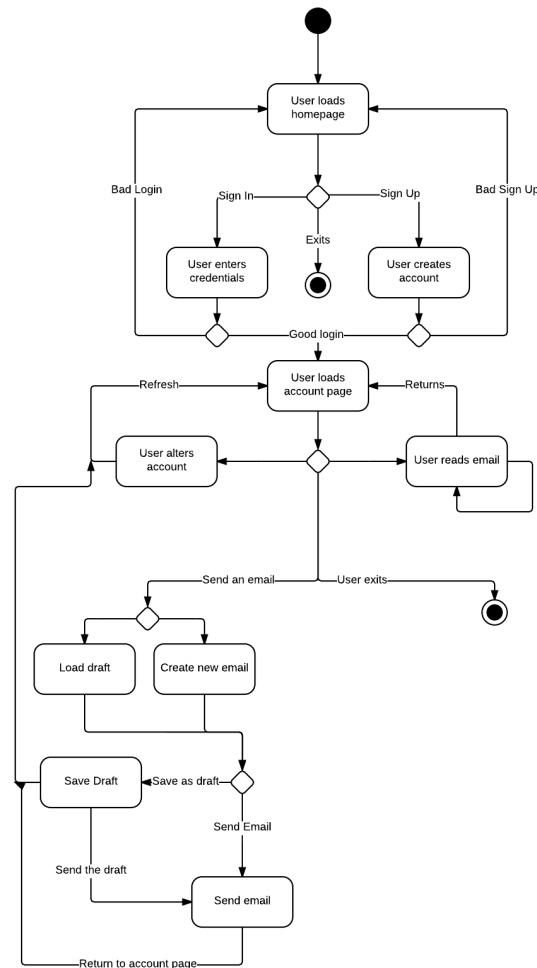 User loads
homepage
Bad Login
Bad Sign Up
Sign In
Sign Up
Exits
User enters
credentials
User creates
account
Good login
User loads
account page
Refresh
Returns
User alters
account
User reads email
Send an email
User exits
Load draft
Create new email
Save Draft
Save as draft
Send Email
Send the draft
Send email
Return to account page